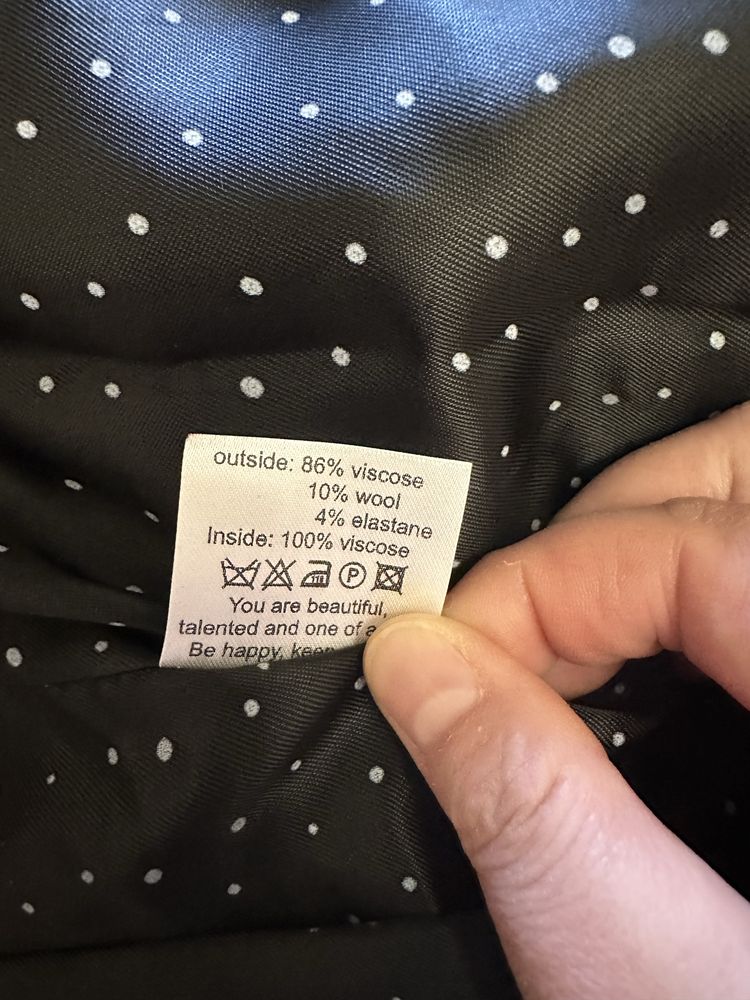 outside: 86% viscose
10% wool
4% elastane
Inside: 100% viscose
P
You are beautiful,
talented and one of a
Be happy, keep